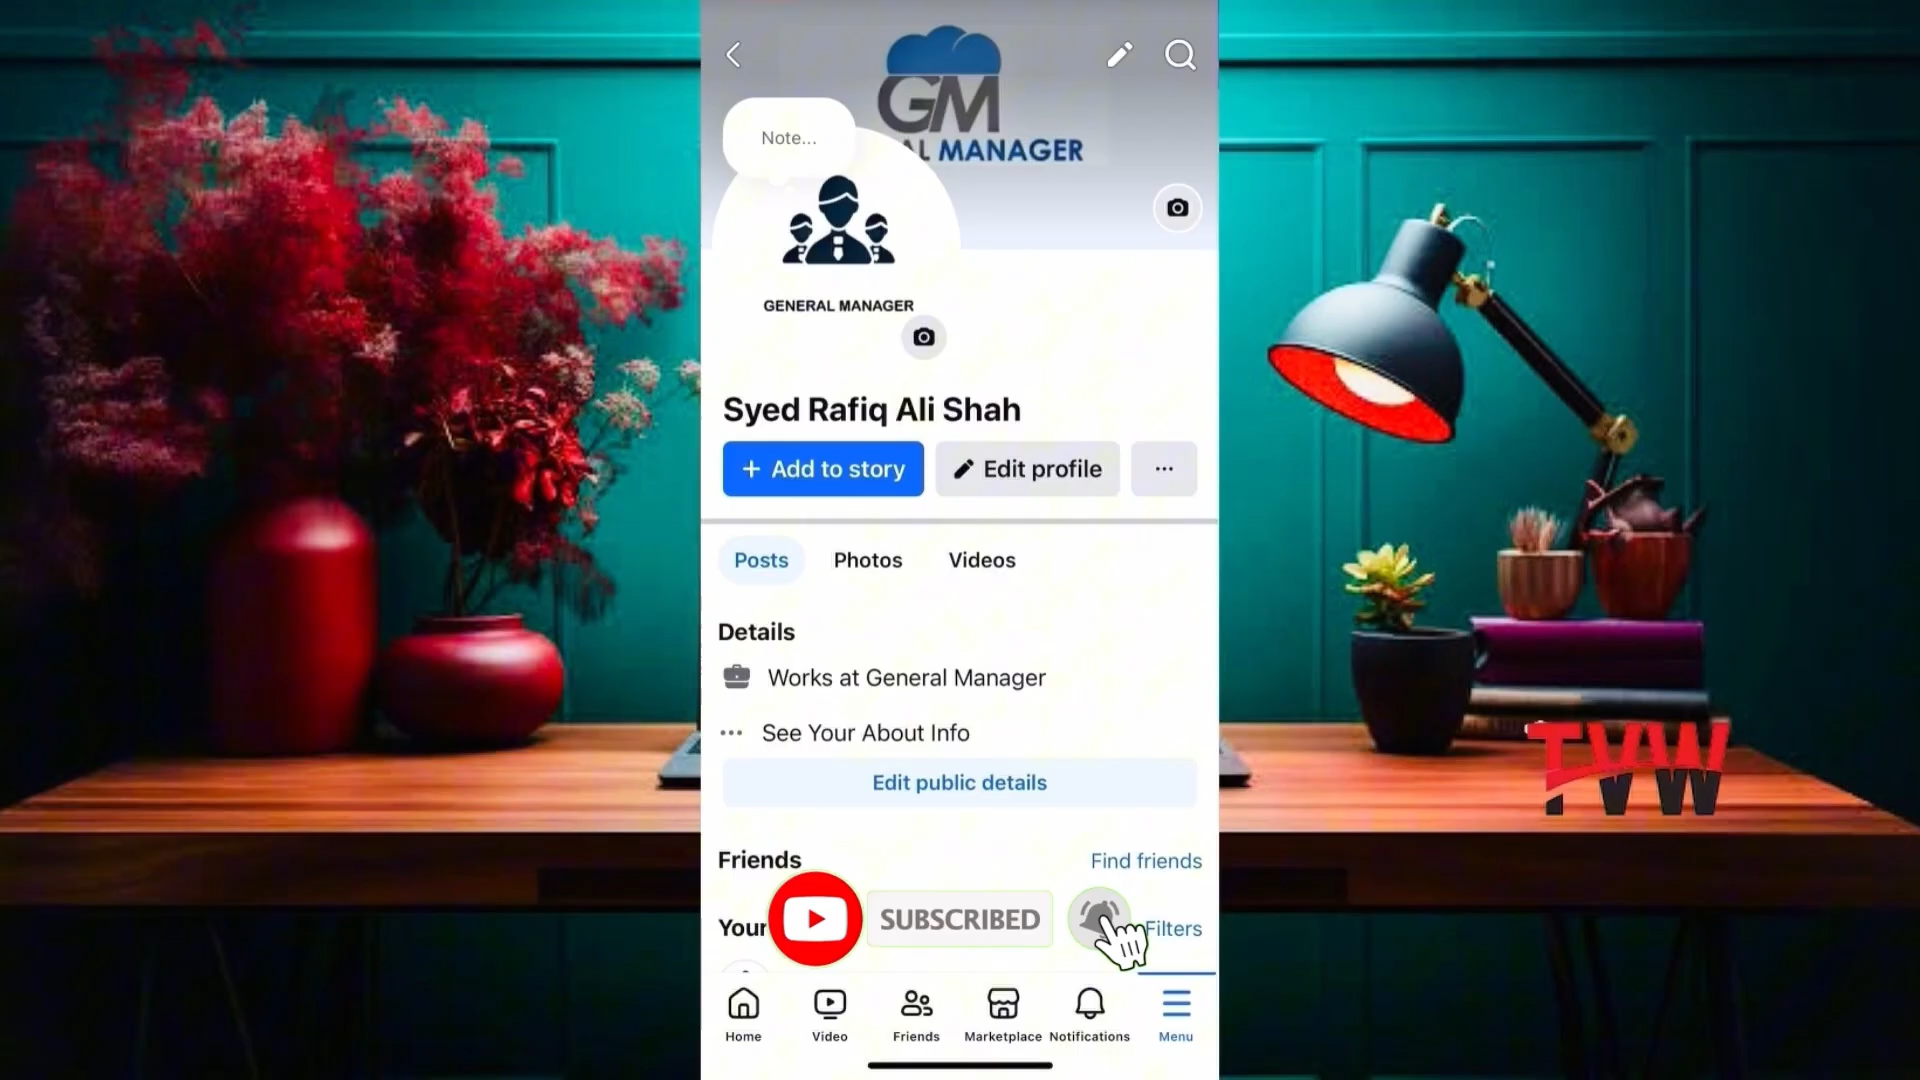 GM
AL MANAGER
Note...
GENERAL MANAGER
Syed Rafiq Ali Shah
+ Add to story
Edit profile
Posts
Photos
Videos
Details
Works at General Manager
See Your About Info
Edit public details
Friends
Find friends
Your
SUBSCRIBED
Filters
Home
Video
Friends
Marketplace
Notifications
Menu
TVW